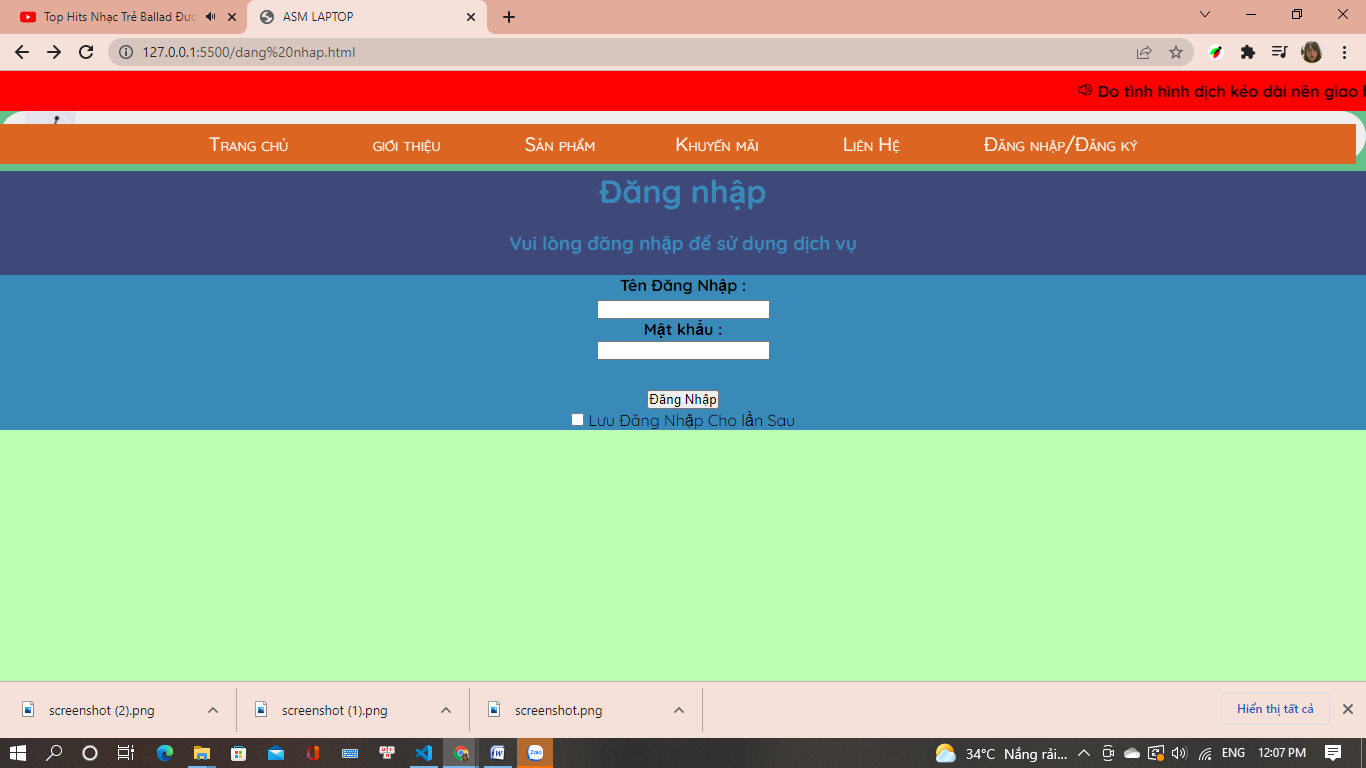 Top Hits Nhạc Trẻ Ballad Đượ
ASM LAPTOP
127.0.0.1:5500/dang%20nhap.html
Do tình hình dịch kéo dài nên giao
Trang chủ giới thiệu Sản phẩm Khuyến mãi Liên Hệ Đăng nhập/Đăng ký
Đăng nhập
Vui lòng đăng nhập để sử dụng dịch vụ
Tên Đăng Nhập :
Mật khẩu :
Đăng Nhập
Lưu Đăng Nhập Cho lần Sau
screenshot (2).png screenshot (1).png screenshot.png Hiển thị tất cả
34°C Nắng rải... ENG 12:07 PM